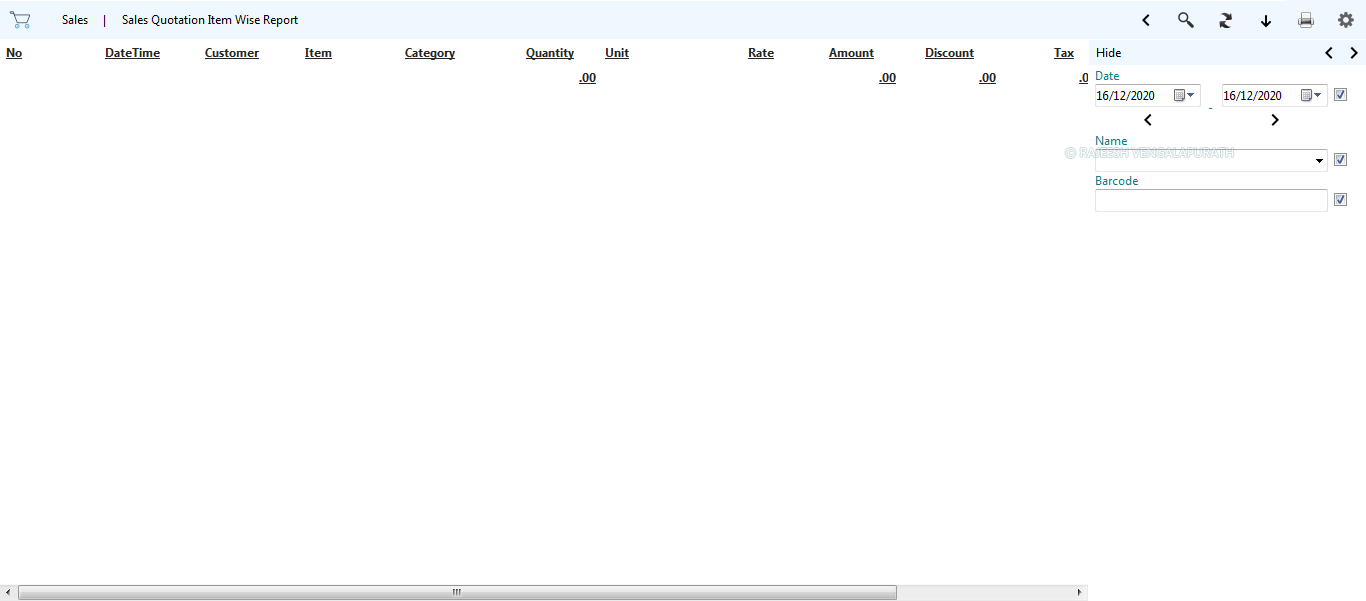 Sales | Sales Quotation Item Wise Report
No DateTime Customer Item Category Quantity Unit Rate Amount Discount Tax
.00 .00 .00 .0
Hide
Date
16/12/2020 - 16/12/2020
Name
© RAJEESH VENGALAPURATH
Barcode